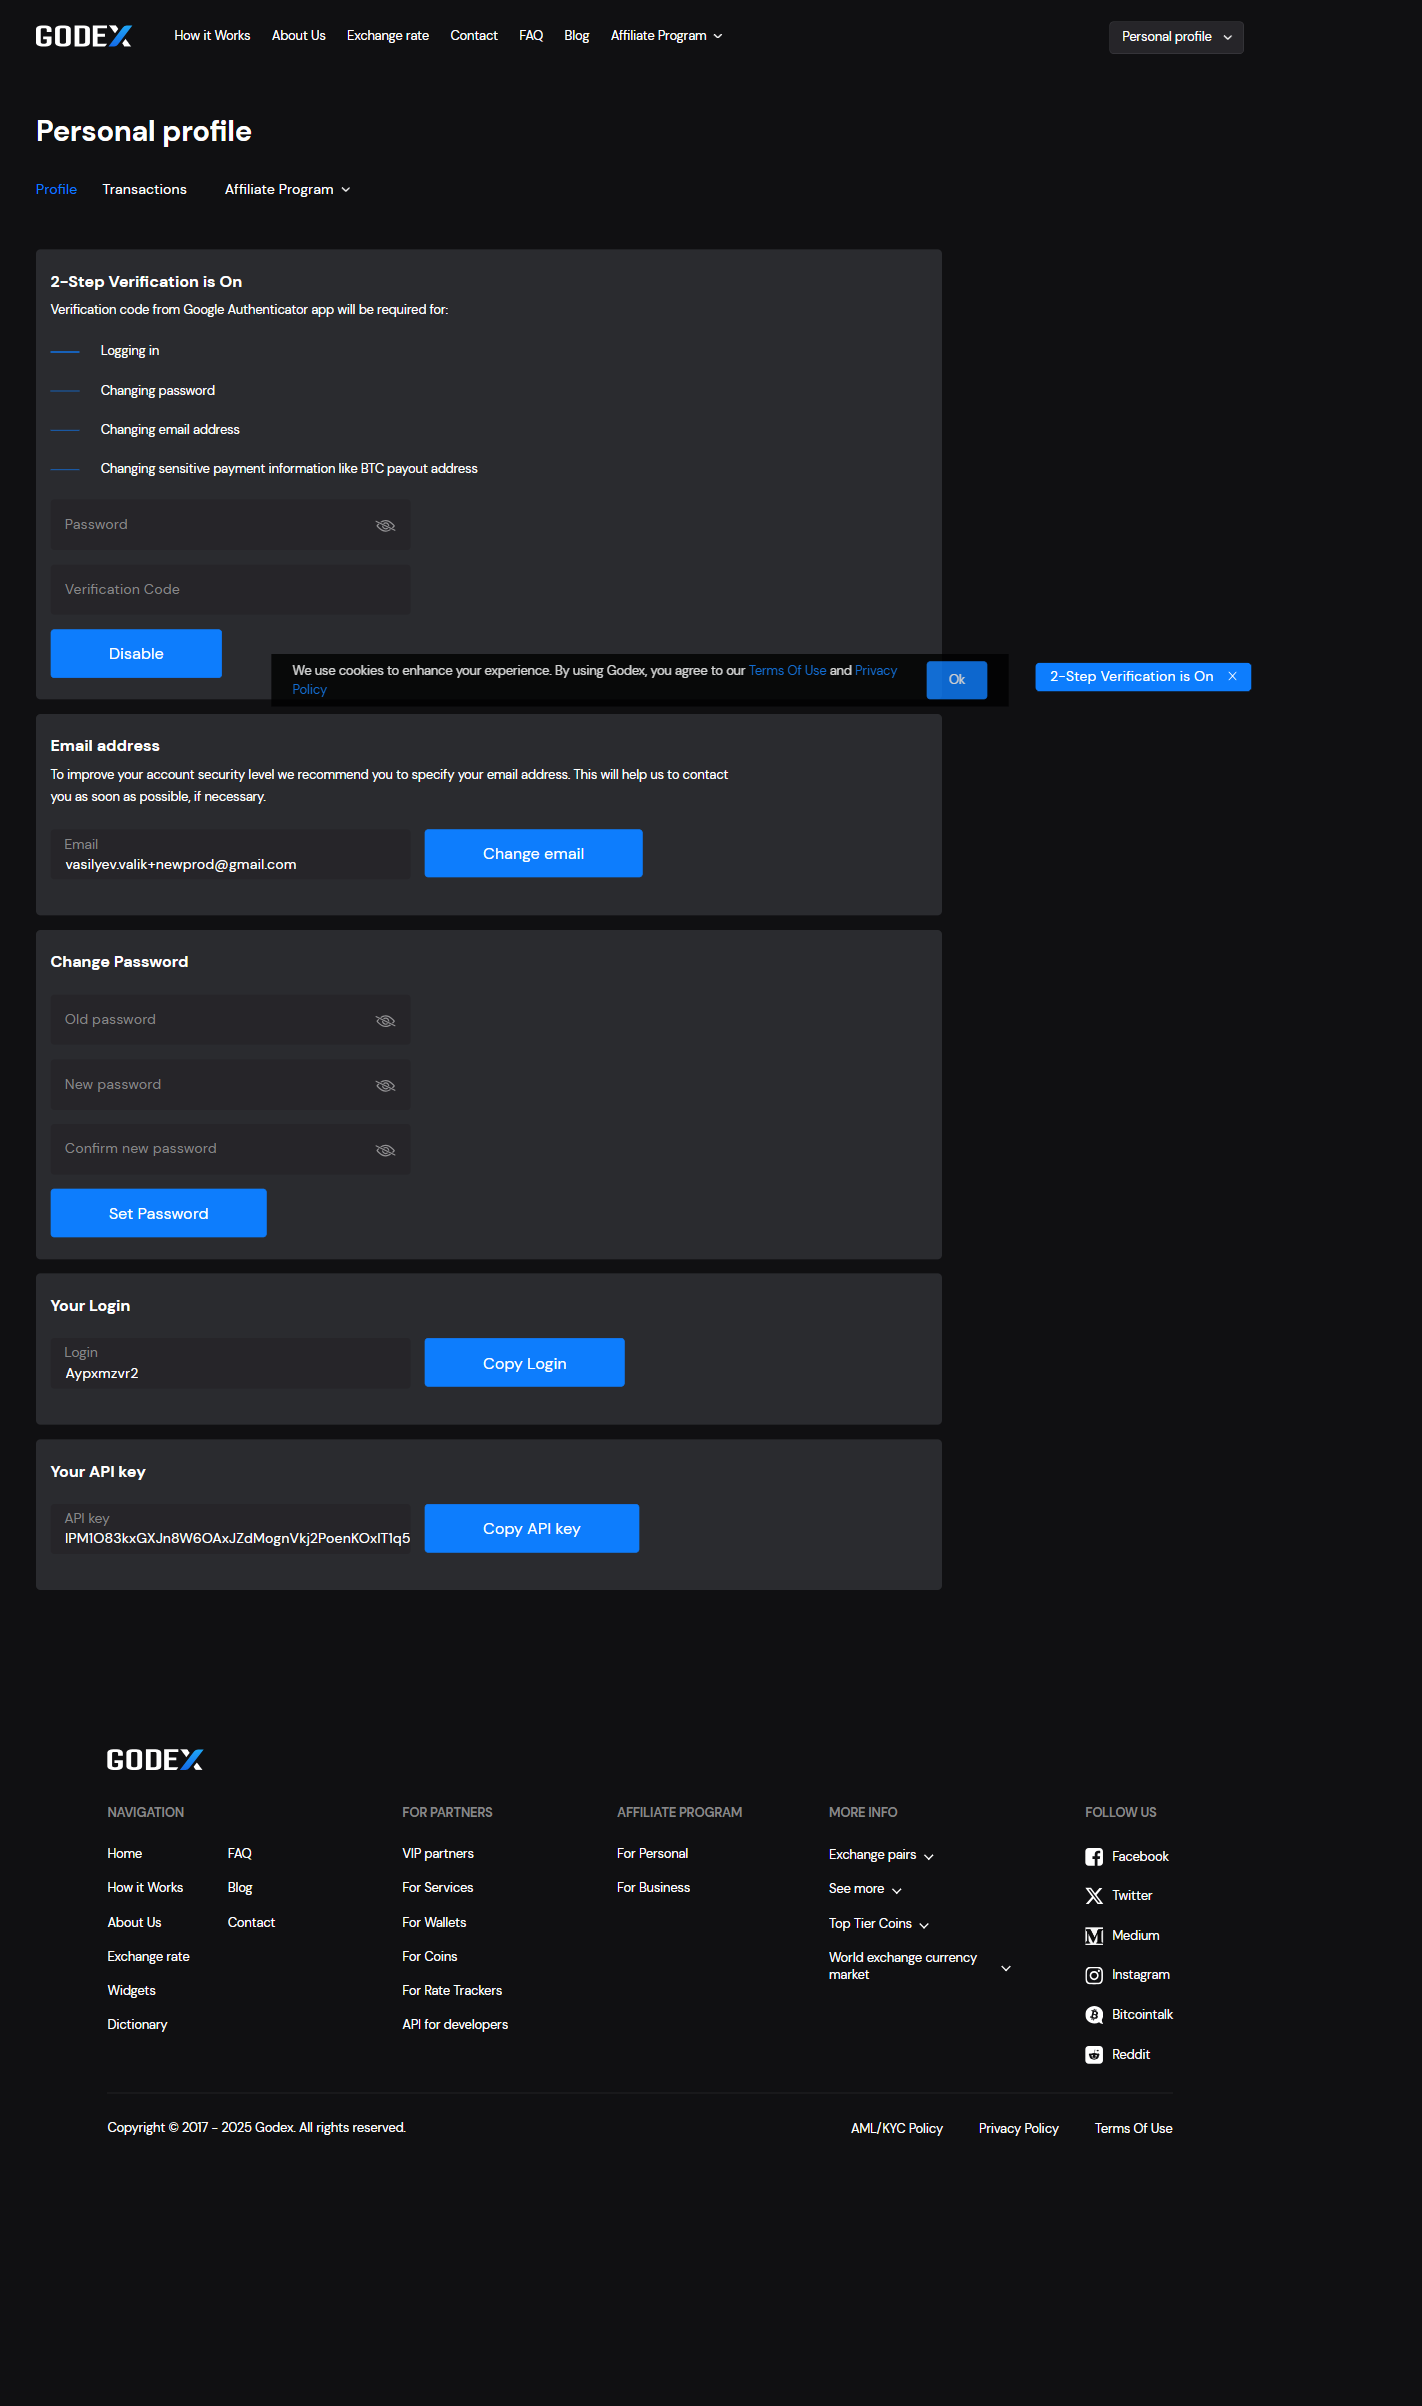 GODEX
How it Works About Us Exchange rate Contact FAQ Blog Affiliate Program
Personal profile
Personal profile
Profile Transactions Affiliate Program
2-Step Verification is On
Verification code from Google Authenticator app will be required for:
Logging in
Changing password
Changing email address
Changing sensitive payment information like BTC payout address
Password
Verification Code
Disable
We use cookies to enhance your experience. By using Godex, you agree to our Terms Of Use and Privacy
Policy
Ok
2-Step Verification is On
Email address
To improve your account security level we recommend you to specify your email address. This will help us to contact
you as soon as possible, if necessary.
Email
vasilyev.valik+newprod@gmail.com
Change email
Change Password
Old password
New password
Confirm new password
Set Password
Your Login
Login
Aypxmzvr2
Copy Login
Your API key
API key
IPM1O83kxGXJn8W6OAxJZdMognVkj2PoenKOxIT1q5
Copy API key
GODEX
NAVIGATION
Home
How it Works
About Us
Exchange rate
Widgets
Dictionary
FAQ
Blog
Contact
FOR PARTNERS
VIP partners
For Services
For Wallets
For Coins
For Rate Trackers
API for developers
AFFILIATE PROGRAM
For Personal
For Business
MORE INFO
Exchange pairs
See more
Top Tier Coins
World exchange currency
market
FOLLOW US
Facebook
Twitter
Medium
Instagram
Bitcointalk
Reddit
Copyright © 2017 - 2025 Godex. All rights reserved.
AML/KYC Policy Privacy Policy Terms Of Use